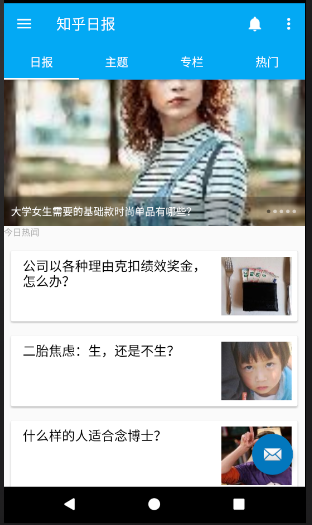 知乎日报
日报 主题 专栏 热门
大学女生需要的基础款时尚单品有哪些？
今日热闻
公司以各种理由克扣绩效奖金，
怎么办？
二胎焦虑：生，还是不生？
什么样的人适合念博士？